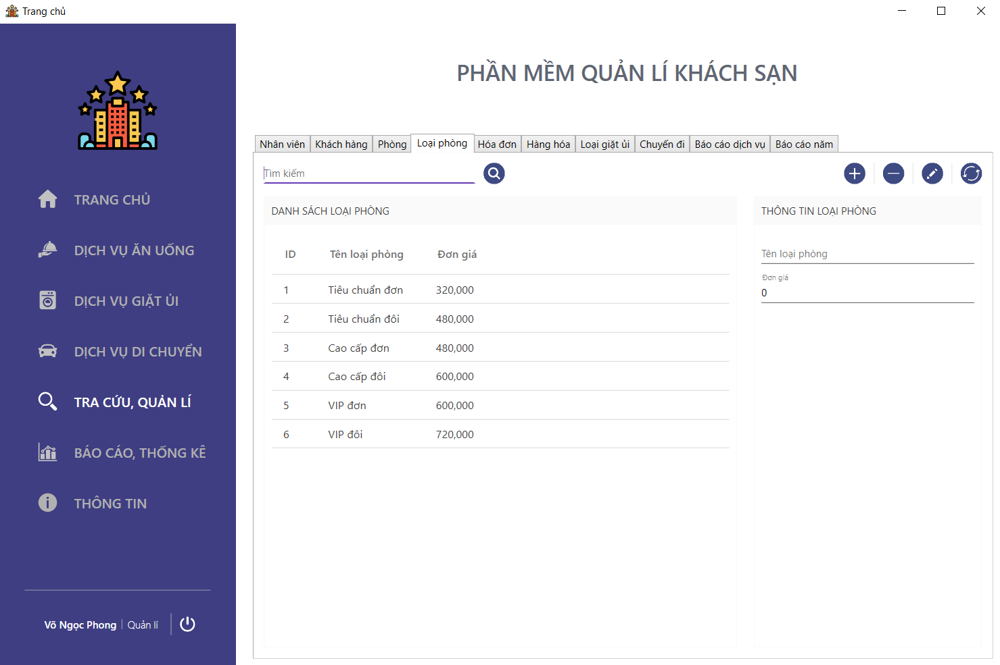 Trang chủ
PHẦN MỀM QUẢN LÍ KHÁCH SẠN
TRANG CHỦ
DỊCH VỤ ĂN UỐNG
DỊCH VỤ GIẶT ỦI
DỊCH VỤ DI CHUYỂN
TRA CỨU, QUẢN LÍ
BÁO CÁO, THỐNG KÊ
THÔNG TIN
Võ Ngọc Phong | Quản lí
Nhân viên Khách hàng Phòng Loại phòng Hóa đơn Hàng hóa Loại giặt ủi Chuyến đi Báo cáo dịch vụ Báo cáo năm
Tìm kiếm
DANH SÁCH LOẠI PHÒNG
ID Tên loại phòng Đơn giá
1 Tiêu chuẩn đơn 320,000
2 Tiêu chuẩn đôi 480,000
3 Cao cấp đơn 480,000
4 Cao cấp đôi 600,000
5 VIP đơn 600,000
6 VIP đôi 720,000
THÔNG TIN LOẠI PHÒNG
Tên loại phòng
Đơn giá
0